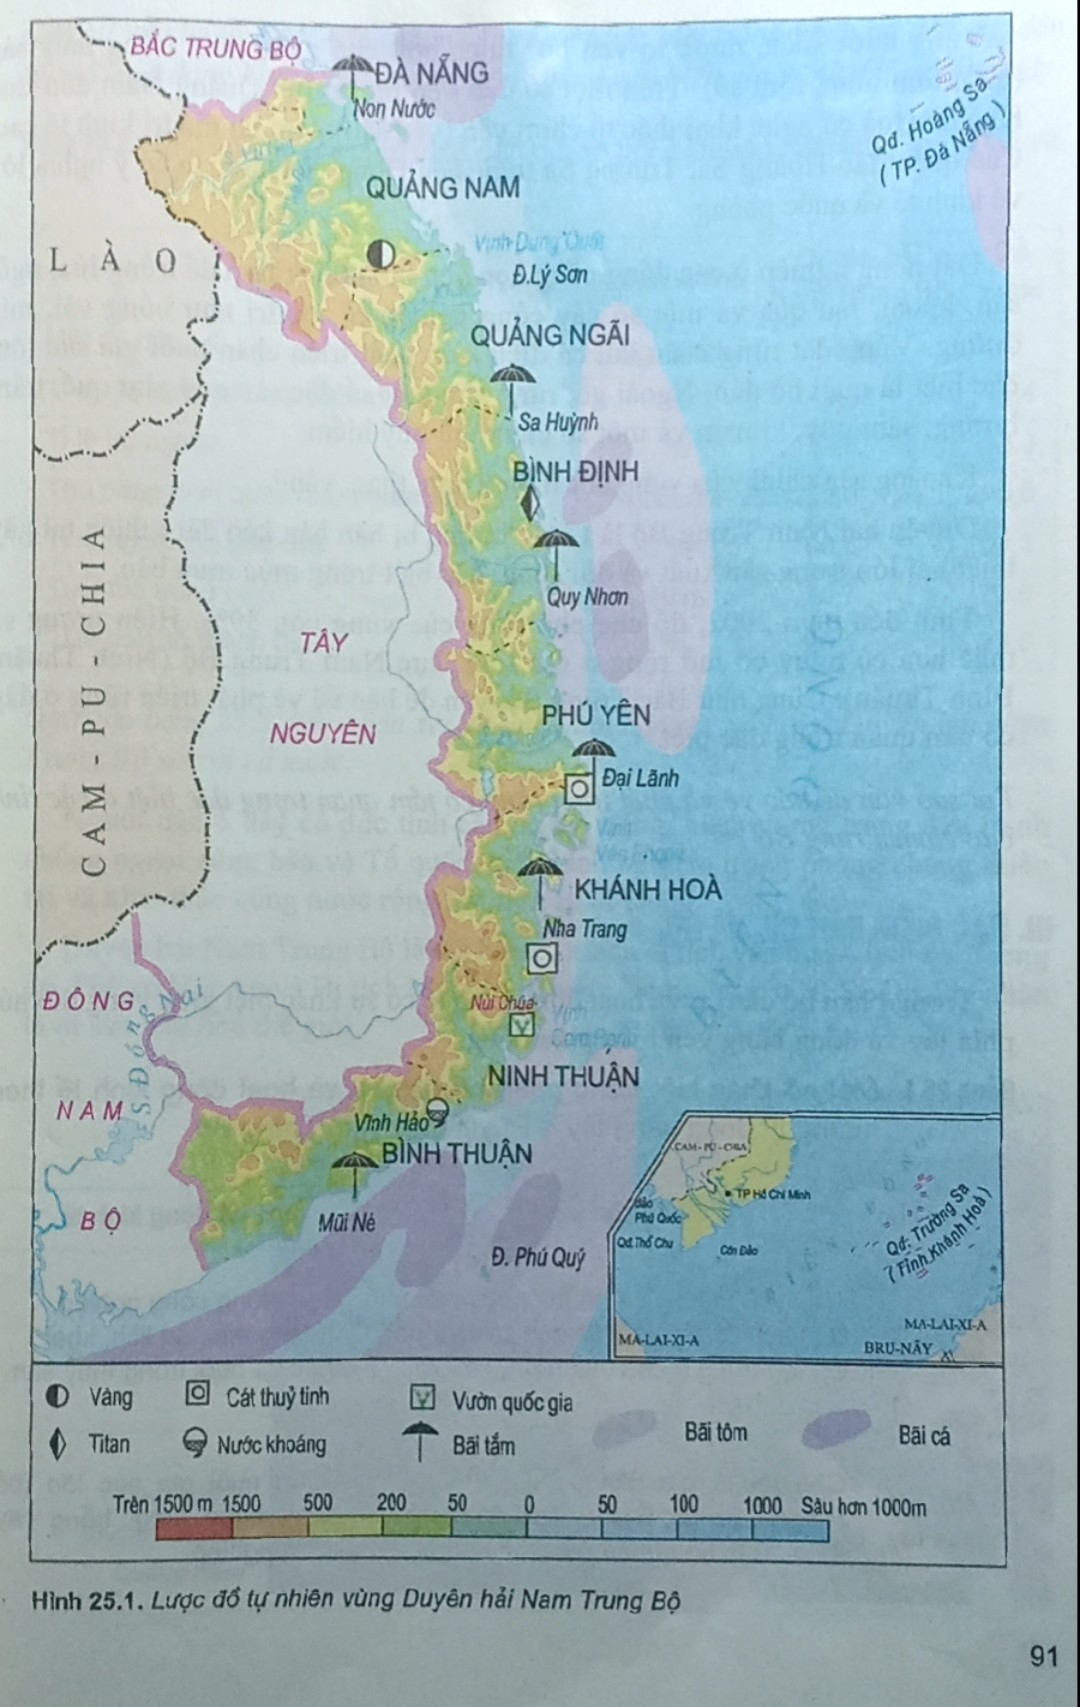 BẮC TRUNG BỘ
ĐÀ NẴNG
Non Nước
Qđ. Hoàng Sa
( TP. Đà Nẵng )
QUẢNG NAM
LÀO
Vịnh Dung Quất
Đ.Lý Sơn
QUẢNG NGÃI
Sa Huỳnh
BÌNH ĐỊNH
Quy Nhơn
CAM-PU-CHIA
TÂY
NGUYÊN
PHÚ YÊN
Đại Lãnh
KHÁNH HOÀ
Nha Trang
BIỂN ĐÔNG
ĐÔNG
NAM
BỘ
S.Đồng Nai
Núi Chúa
Vịnh
Cam Ranh
NINH THUẬN
Vĩnh Hảo
BÌNH THUẬN
Mũi Né
Đ. Phú Quý
CAM-PU-CHIA
TP Hồ Chí Minh
Đảo
Phú Quốc
Qđ. Thổ Chu
Côn Đảo
Qđ. Trường Sa
( Tỉnh Khánh Hoà )
MA-LAI-XI-A
MA-LAI-XI-A
BRU-NÂY
Vàng
Cát thuỷ tinh
Vườn quốc gia
Bãi tôm
Bãi cá
Titan
Nước khoáng
Bãi tắm
Trên 1500 m 1500 500 200 50 0 50 100 1000 Sâu hơn 1000m
Hình 25.1. Lược đồ tự nhiên vùng Duyên hải Nam Trung Bộ
91